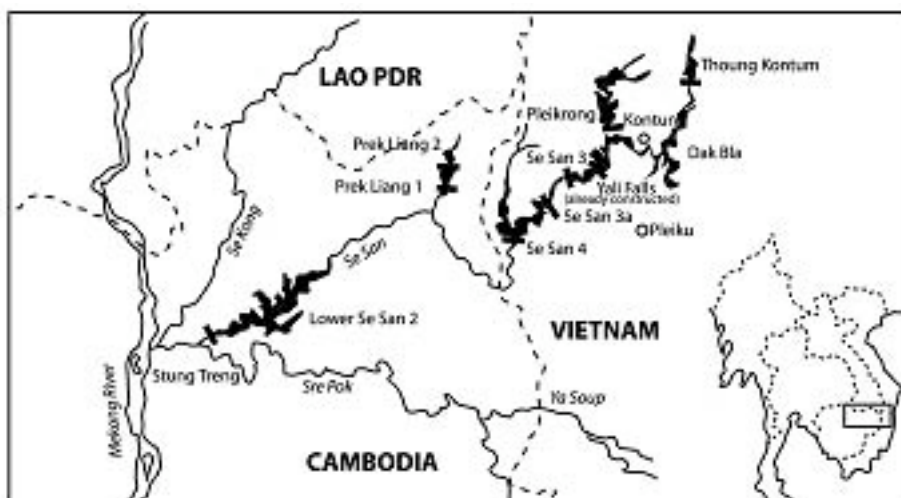 LAO PDR
Thoung Kontum
Pleikrong
Kontun
Prek Liang 2
Dak Bla
Se San 3
Prek Liang 1
Yali Falls
(already constructed)
Se San 3a
Pleiku
Se Kong
Se San
Se San 4
Lower Se San 2
VIETNAM
Stung Treng
Sre Pok
Ya Soup
Mekong River
CAMBODIA